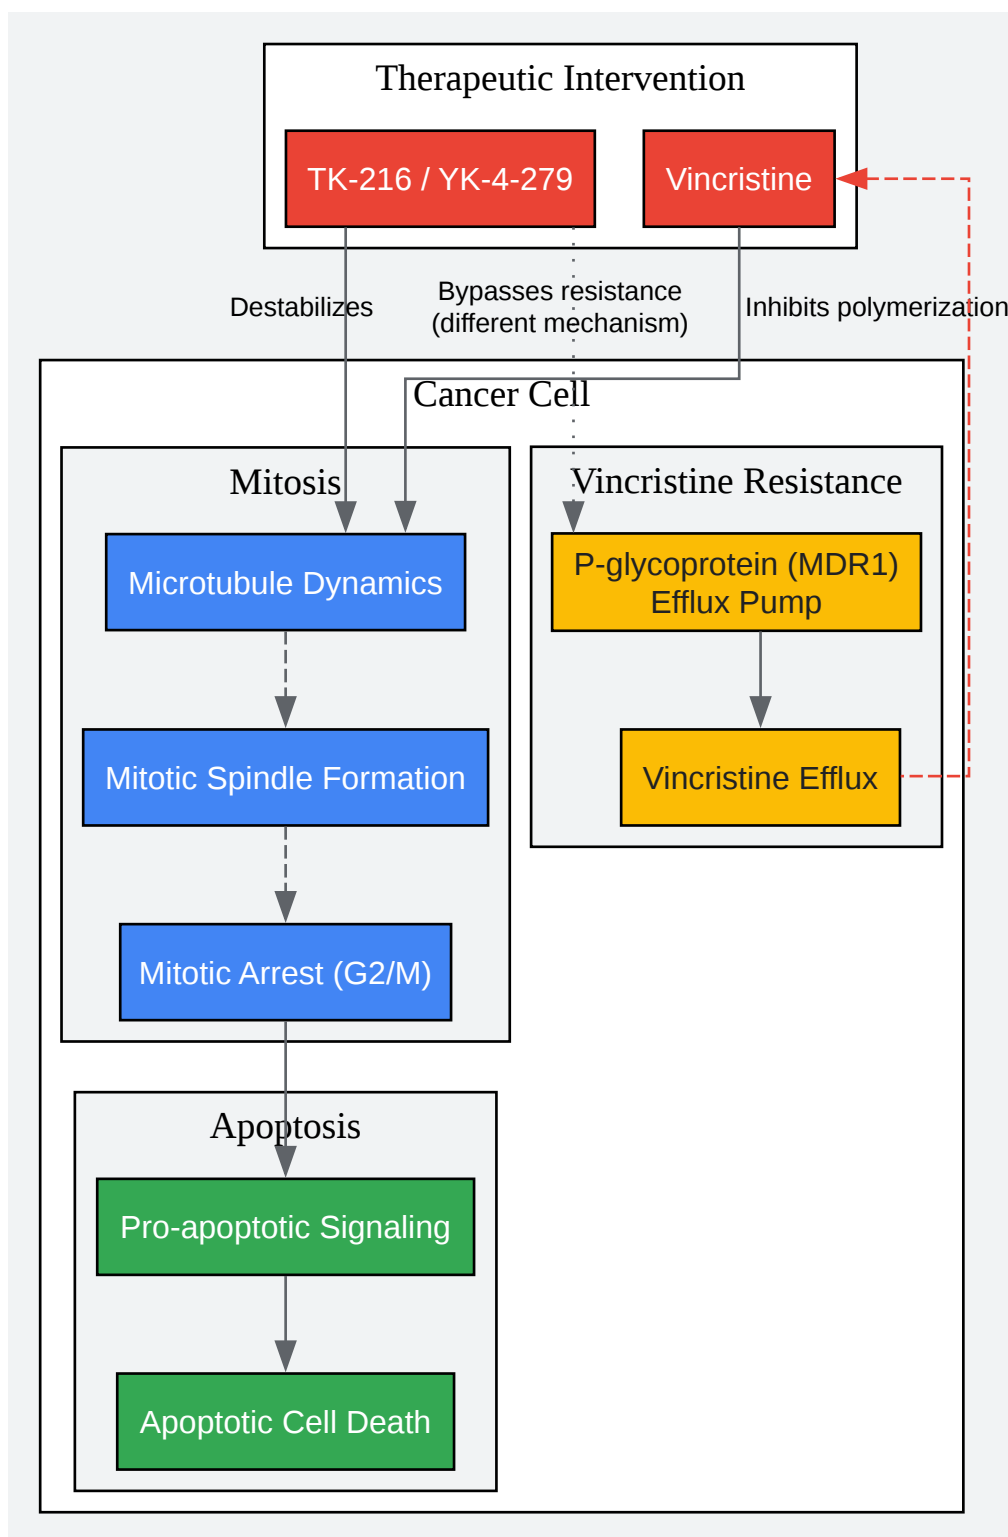 Therapeutic Intervention
TK-216 / YK-4-279
Vincristine
Destabilizes
Bypasses resistance
(different mechanism)
Inhibits polymerization
Cancer Cell
Mitosis
Vincristine Resistance
Microtubule Dynamics
P-glycoprotein (MDR1)
Efflux Pump
Mitotic Spindle Formation
Vincristine Efflux
Mitotic Arrest (G2/M)
Apoptosis
Pro-apoptotic Signaling
Apoptotic Cell Death